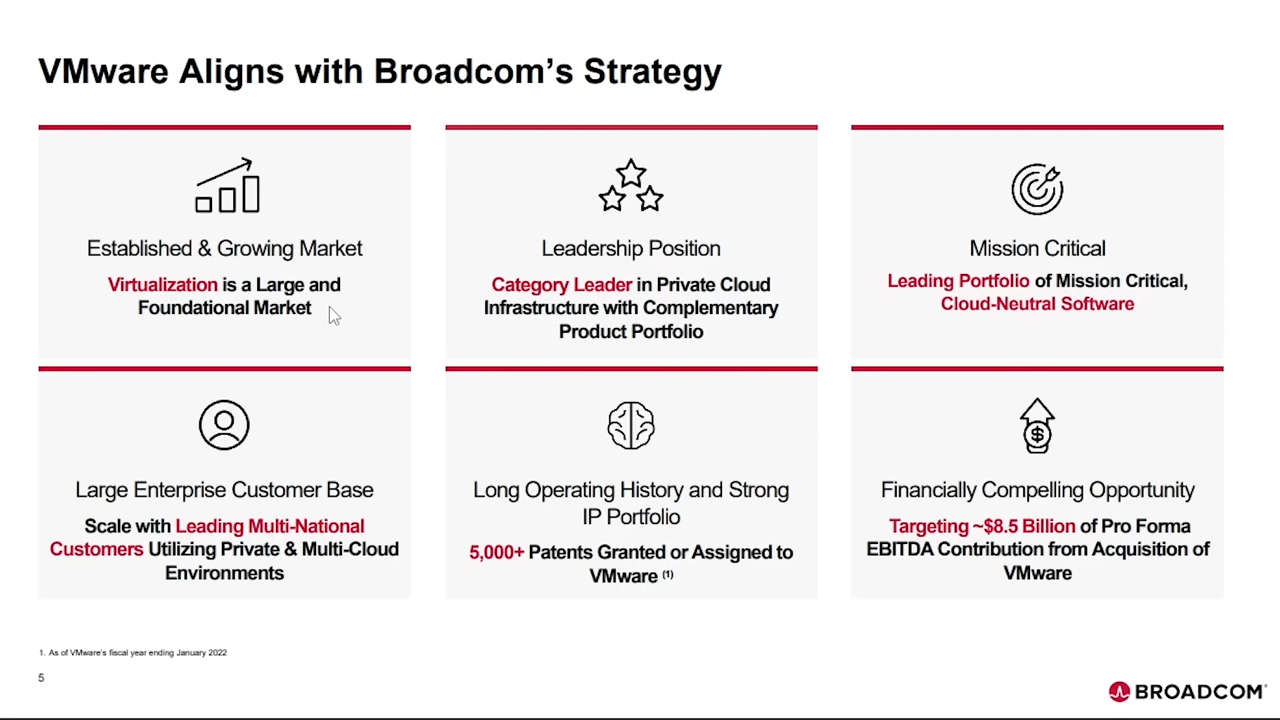 VMware Aligns with Broadcom’s Strategy
Established & Growing Market
Virtualization is a Large and
Foundational Market
Leadership Position
Category Leader in Private Cloud
Infrastructure with Complementary
Product Portfolio
Mission Critical
Leading Portfolio of Mission Critical,
Cloud-Neutral Software
Large Enterprise Customer Base
Scale with Leading Multi-National
Customers Utilizing Private & Multi-Cloud
Environments
Long Operating History and Strong
IP Portfolio
5,000+ Patents Granted or Assigned to
VMware (1)
$
Financially Compelling Opportunity
Targeting ~$8.5 Billion of Pro Forma
EBITDA Contribution from Acquisition of
VMware
1. As of VMware's fiscal year ending January 2022
5
BROADCOM®